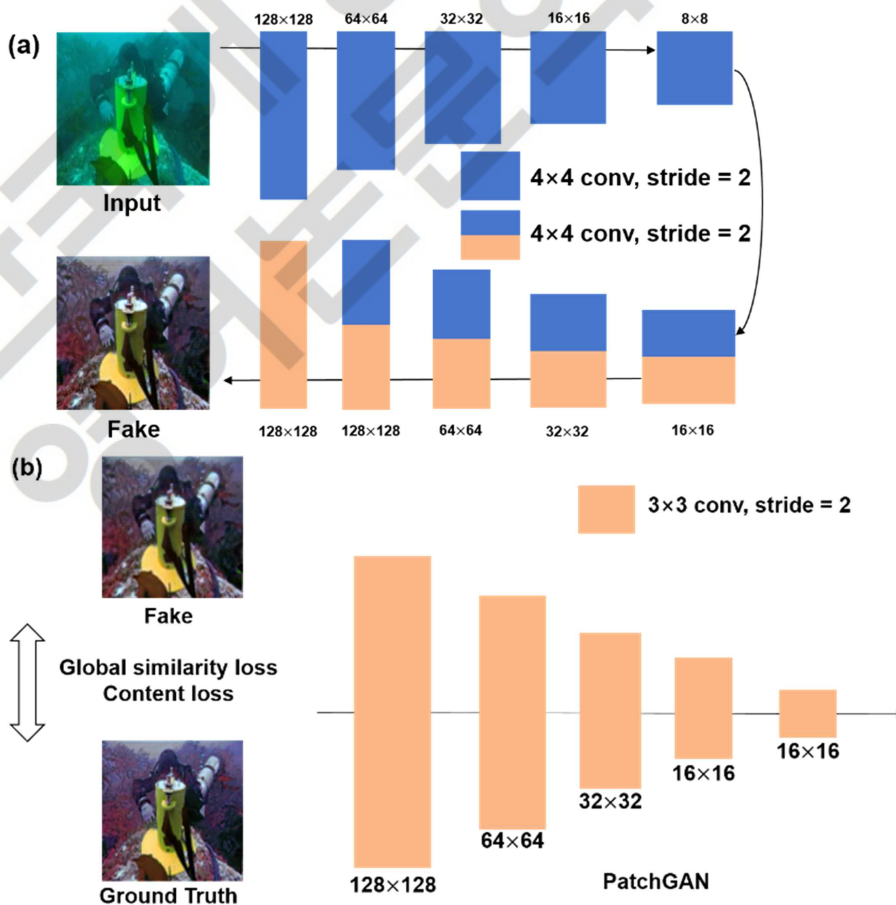 (a)
128×128 64×64 32×32 16×16 8×8
Input
4×4 conv, stride = 2
4×4 conv, stride = 2
Fake
128×128 128×128 64×64 32×32 16×16
(b)
3×3 conv, stride = 2
Fake
Global similarity loss
Content loss
128×128
64×64
32×32
16×16
16×16
Ground Truth
PatchGAN